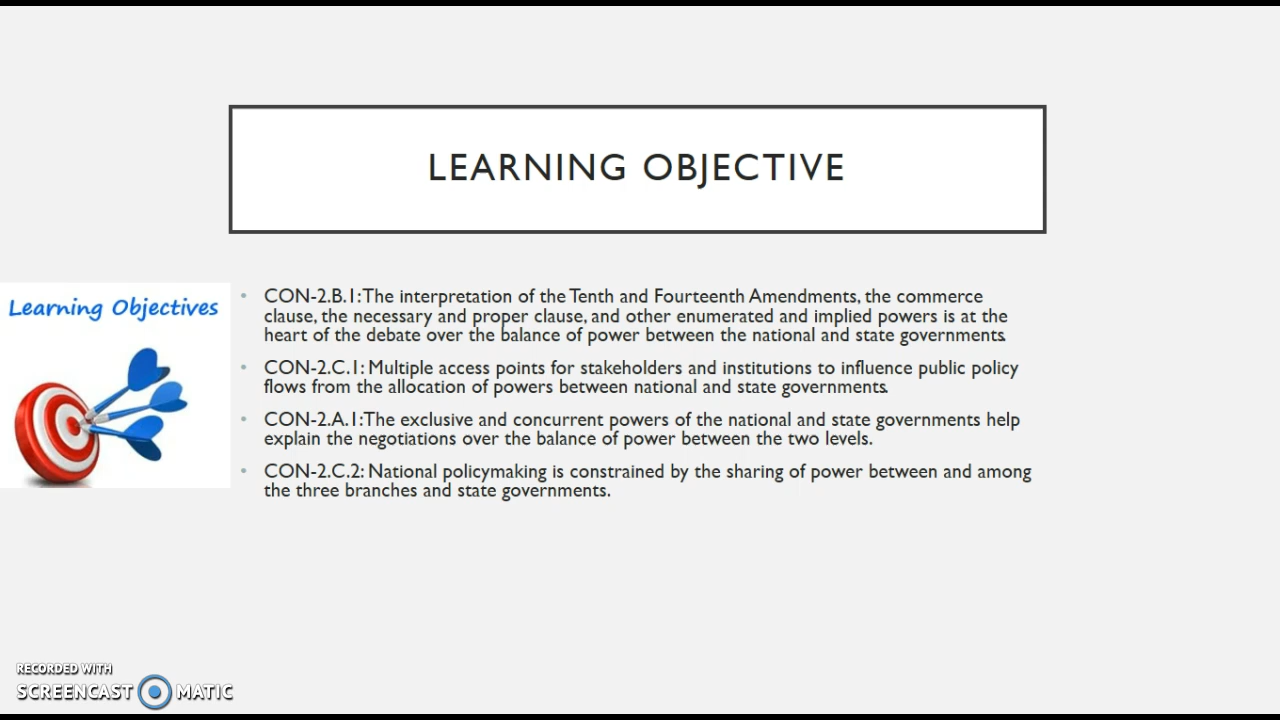 LEARNING OBJECTIVE
Learning Objectives
• CON-2.B.1:The interpretation of the Tenth and Fourteenth Amendments, the commerce
clause, the necessary and proper clause, and other enumerated and implied powers is at the
heart of the debate over the balance of power between the national and state governments.
• CON-2.C.1: Multiple access points for stakeholders and institutions to influence public policy
flows from the allocation of powers between national and state governments.
• CON-2.A.1:The exclusive and concurrent powers of the national and state governments help
explain the negotiations over the balance of power between the two levels.
• CON-2.C.2: National policymaking is constrained by the sharing of power between and among
the three branches and state governments.
RECORDED WITH
SCREENCAST MATIC